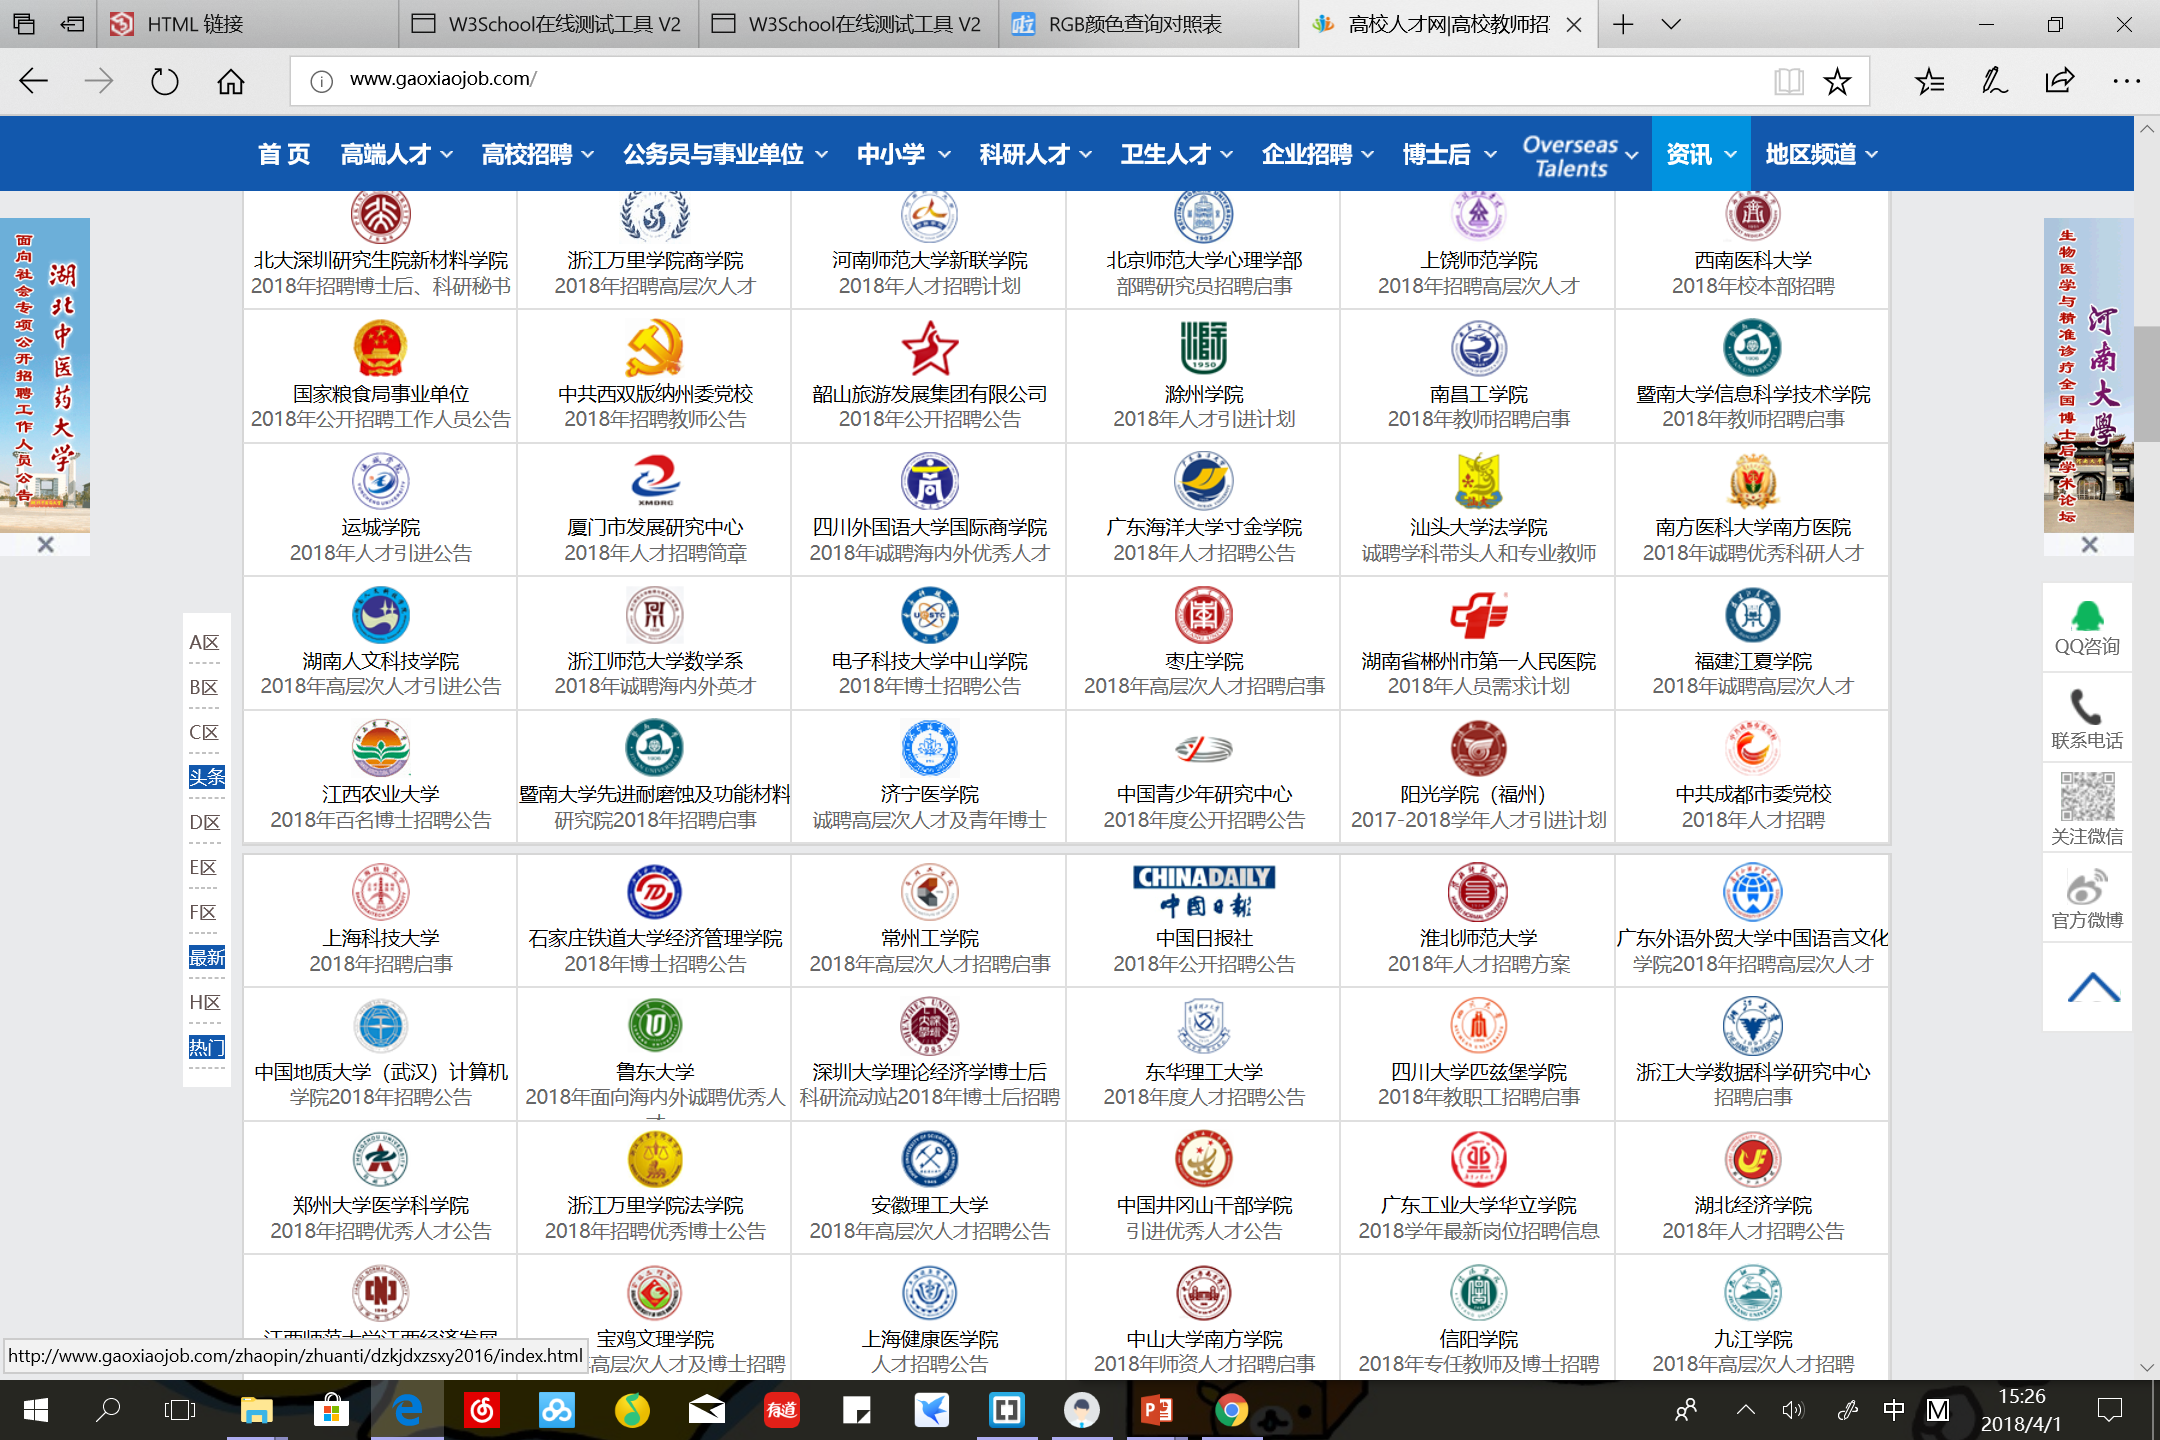 HTML 链接
W3School在线测试工具 V2
W3School在线测试工具 V2
RGB颜色查询对照表
高校人才网|高校教师招
www.gaoxiaojob.com/
首 页 高端人才 高校招聘 公务员与事业单位 中小学 科研人才 卫生人才 企业招聘 博士后 Overseas Talents 资讯 地区频道
湖北中医药大学
面向社会专项公开招聘工作人员公告
河南大學
生物医学与精准诊疗全国博士后学术论坛
北大深圳研究生院新材料学院
2018年招聘博士后、科研秘书
浙江万里学院商学院
2018年招聘高层次人才
河南师范大学新联学院
2018年人才招聘计划
北京师范大学心理学部
部聘研究员招聘启事
上饶师范学院
2018年招聘高层次人才
西南医科大学
2018年校本部招聘
国家粮食局事业单位
2018年公开招聘工作人员公告
中共西双版纳州委党校
2018年招聘教师公告
韶山旅游发展集团有限公司
2018年公开招聘公告
1950
滁州学院
2018年人才引进计划
南昌工学院
2018年教师招聘启事
暨南大学信息科学技术学院
2018年教师招聘启事
运城学院
2018年人才引进公告
XMDRC
厦门市发展研究中心
2018年人才招聘简章
四川外国语大学国际商学院
2018年诚聘海内外优秀人才
广东海洋大学寸金学院
2018年人才招聘公告
汕头大学法学院
诚聘学科带头人和专业教师
南方医科大学南方医院
2018年诚聘优秀科研人才
湖南人文科技学院
2018年高层次人才引进公告
浙江师范大学数学系
2018年诚聘海内外英才
电子科技大学中山学院
2018年博士招聘公告
枣庄学院
2018年高层次人才招聘启事
湖南省郴州市第一人民医院
2018年人员需求计划
福建江夏学院
2018年诚聘高层次人才
江西农业大学
2018年百名博士招聘公告
暨南大学先进耐磨蚀及功能材料
研究院2018年招聘启事
济宁医学院
诚聘高层次人才及青年博士
中国青少年研究中心
2018年度公开招聘公告
阳光学院（福州）
2017-2018学年人才引进计划
中共成都市委党校
2018年人才招聘
上海科技大学
2018年招聘启事
石家庄铁道大学经济管理学院
2018年博士招聘公告
常州工学院
2018年高层次人才招聘启事
CHINADAILY
中國日報
中国日报社
2018年公开招聘公告
淮北师范大学
2018年人才招聘方案
广东外语外贸大学中国语言文化
学院2018年招聘高层次人才
中国地质大学（武汉）计算机
学院2018年招聘公告
鲁东大学
2018年面向海内外诚聘优秀人
深圳大学理论经济学博士后
科研流动站2018年博士后招聘
东华理工大学
2018年度人才招聘公告
四川大学匹兹堡学院
2018年教职工招聘启事
浙江大学数据科学研究中心
招聘启事
郑州大学医学科学院
2018年招聘优秀人才公告
浙江万里学院法学院
2018年招聘优秀博士公告
安徽理工大学
2018年高层次人才招聘公告
中国井冈山干部学院
引进优秀人才公告
广东工业大学华立学院
2018学年最新岗位招聘信息
湖北经济学院
2018年人才招聘公告
江西师范大学江西经济发展
宝鸡文理学院
高层次人才及博士招聘
上海健康医学院
人才招聘公告
中山大学南方学院
2018年师资人才招聘启事
信阳学院
2018年专任教师及博士招聘
九江学院
2018年高层次人才招聘
A区
B区
C区
头条
D区
E区
F区
最新
H区
热门
QQ咨询
联系电话
关注微信
官方微博
http://www.gaoxiaojob.com/zhaopin/zhuanti/dzkjdxzsxy2016/index.html
有道
中
M
15:26
2018/4/1